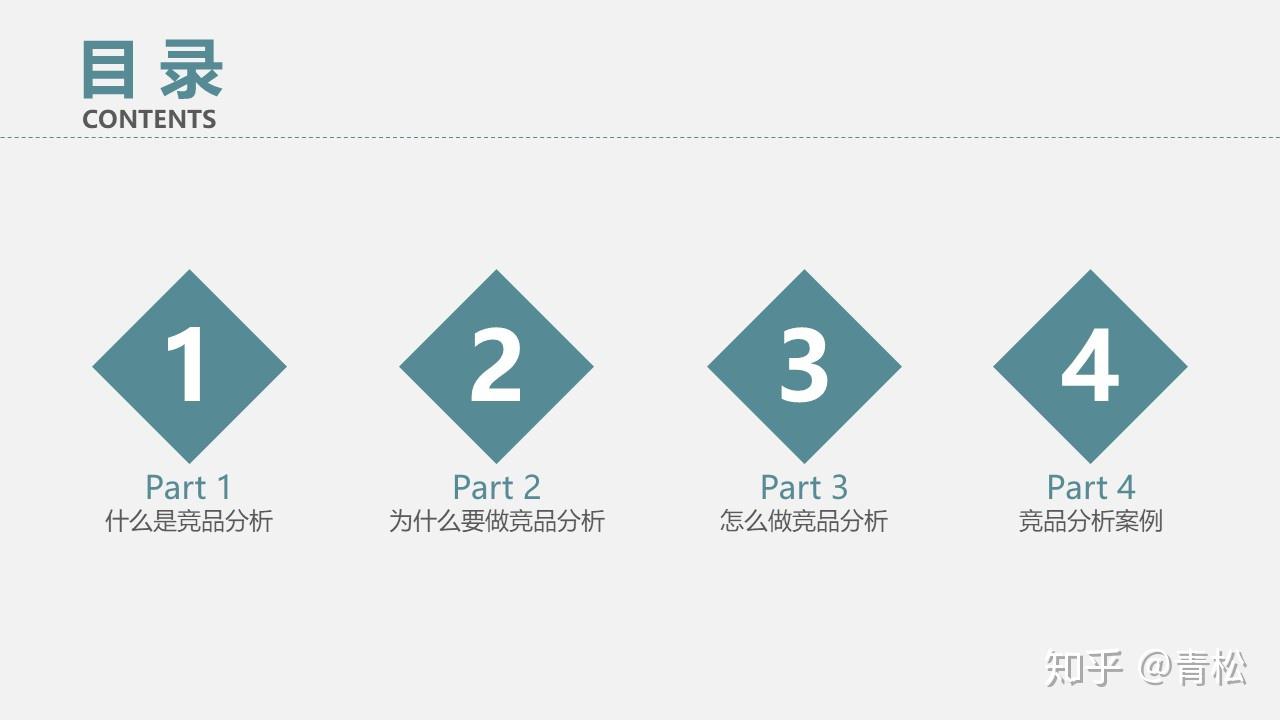 目录
CONTENTS
1
2
3
4
Part 1
Part 2
Part 3
Part 4
什么是竞品分析
为什么要做竞品分析
怎么做竞品分析
竞品分析案例
知乎 @青松